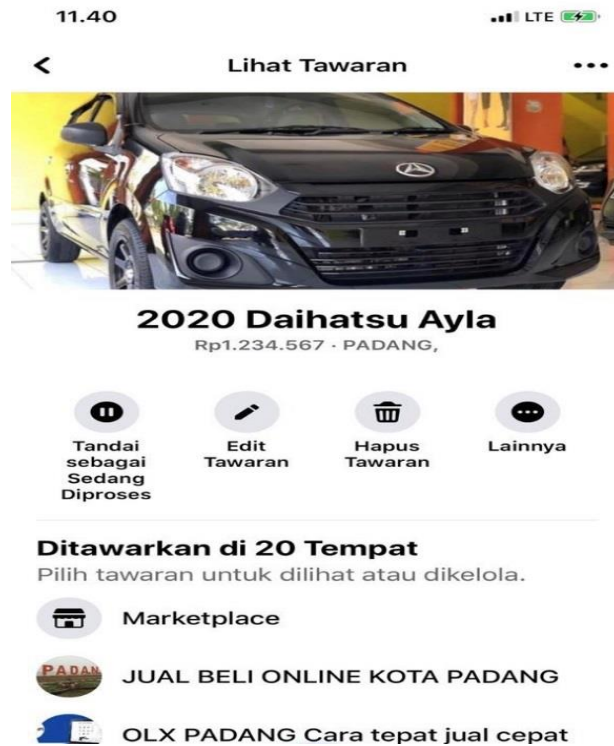 11.40
LTE
Lihat Tawaran
2020 Daihatsu Ayla
Rp1.234.567 · PADANG,
Tandai
sebagai
Sedang
Diproses
Edit
Tawaran
Hapus
Tawaran
Lainnya
Ditawarkan di 20 Tempat
Pilih tawaran untuk dilihat atau dikelola.
Marketplace
PADAN
JUAL BELI ONLINE KOTA PADANG
OLX PADANG Cara tepat jual cepat